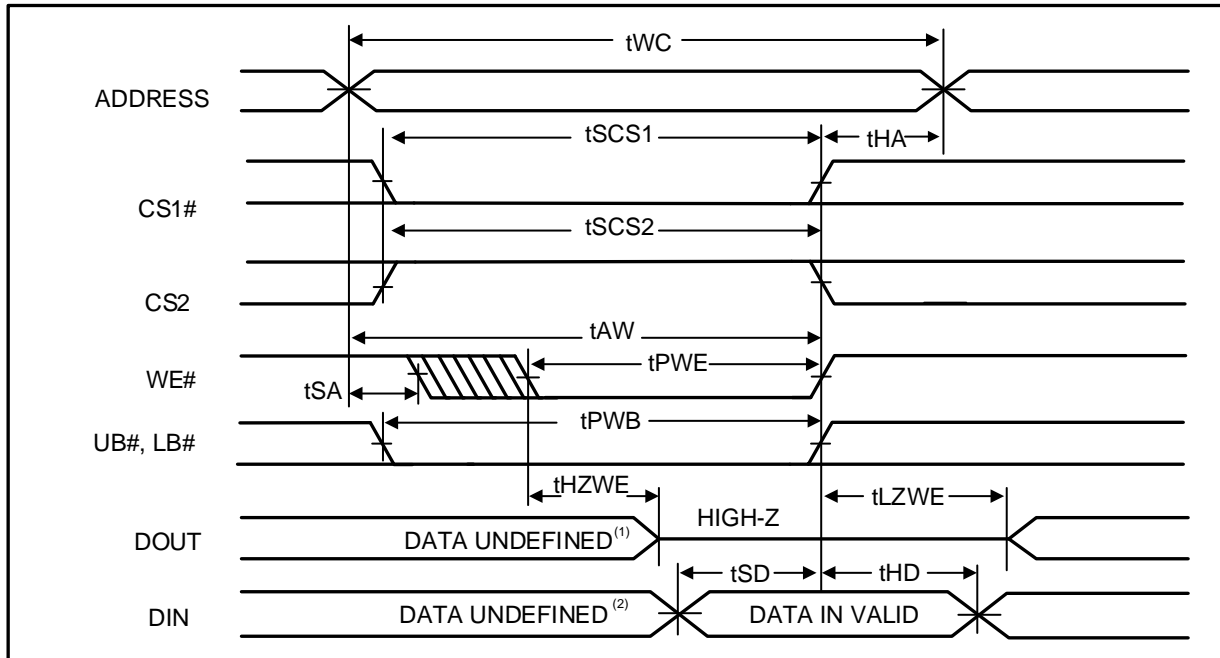 tWC
ADDRESS
tSCS1
tHA
CS1#
tSCS2
CS2
tAW
WE#
tPWE
tSA
tPWB
UB#, LB#
tHZWE
tLZWE
HIGH-Z
DOUT
DATA UNDEFINED (1)
tSD
tHD
DIN
DATA UNDEFINED (2)
DATA IN VALID